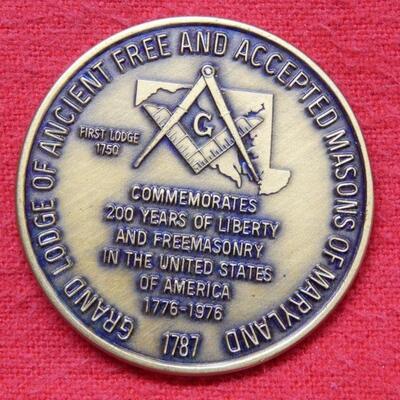 GRAND LODGE OF ANCIENT FREE AND ACCEPTED MASONS OF MARYLAND
G
FIRST LODGE
1750
COMMEMORATES
200 YEARS OF LIBERTY
AND FREEMASONRY
IN THE UNITED STATES
OF AMERICA
1776-1976
1787